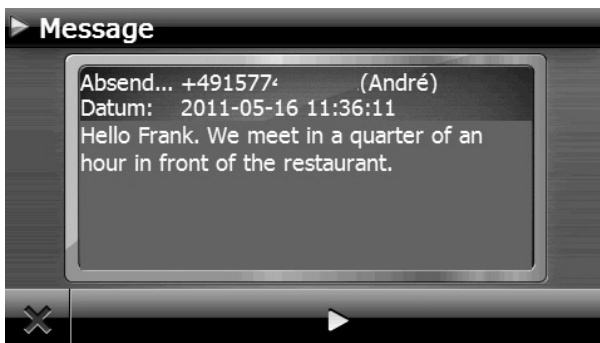 Message
Absend... +4915774 (André)
Datum: 2011-05-16 11:36:11
Hello Frank. We meet in a quarter of an
hour in front of the restaurant.